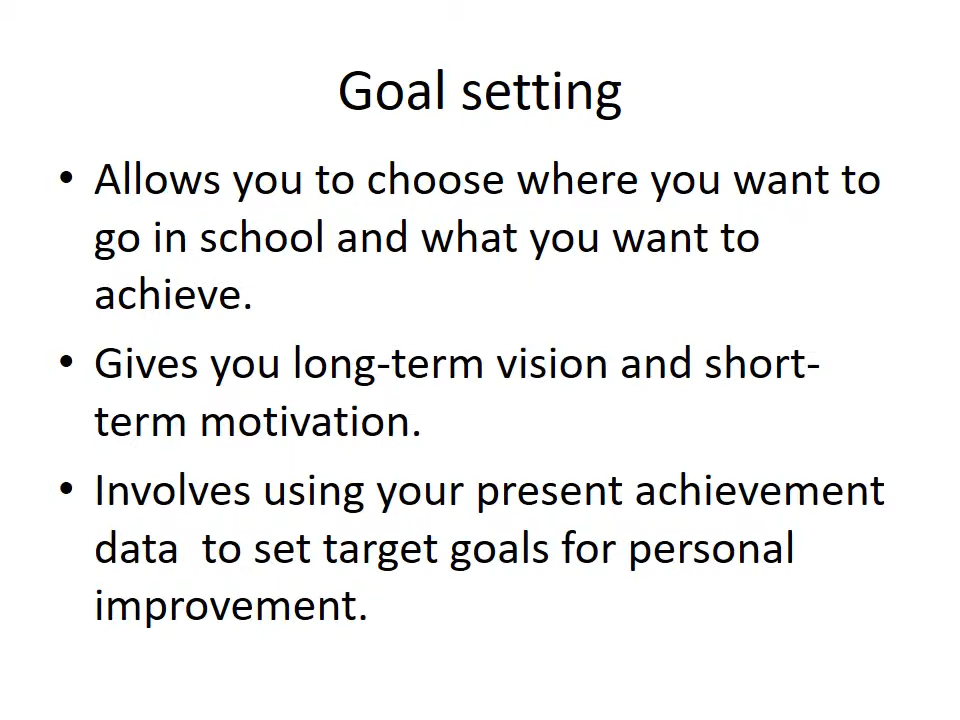 Goal setting
• Allows you to choose where you want to
go in school and what you want to
achieve.
• Gives you long-term vision and short-
term motivation.
• Involves using your present achievement
data  to set target goals for personal
improvement.